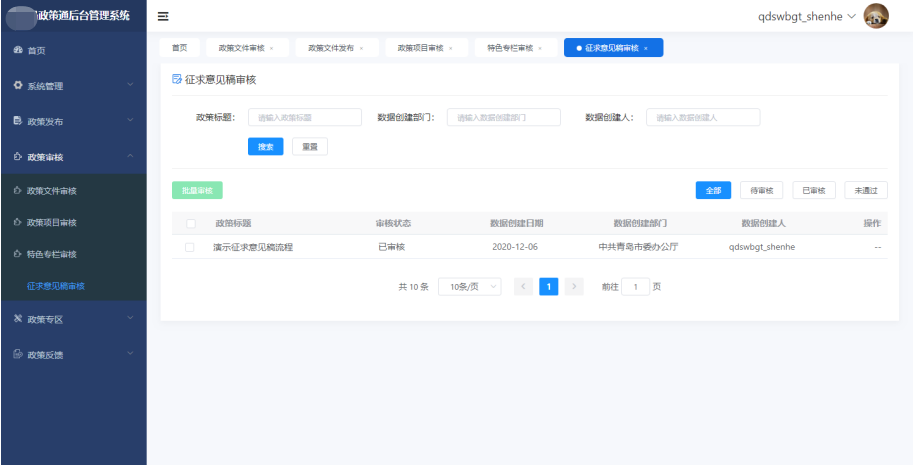 政策通后台管理系统
qdswbgt_shenhe
首页
系统管理
政策发布
政策审核
政策文件审核
政策项目审核
特色专栏审核
征求意见稿审核
政策专区
政策反馈
首页 政策文件审核 × 政策文件发布 × 政策项目审核 × 特色专栏审核 × 征求意见稿审核 ×
征求意见稿审核
政策标题： 请输入政策标题 数据创建部门： 请输入数据创建部门 数据创建人： 请输入数据创建人
搜索 重置
批量审核 全部 待审核 已审核 未通过
政策标题 审核状态 数据创建日期 数据创建部门 数据创建人 操作
演示征求意见稿流程 已审核 2020-12-06 中共青岛市委办公厅 qdswbgt_shenhe --
共 10 条 10条/页 < 1 > 前往 1 页